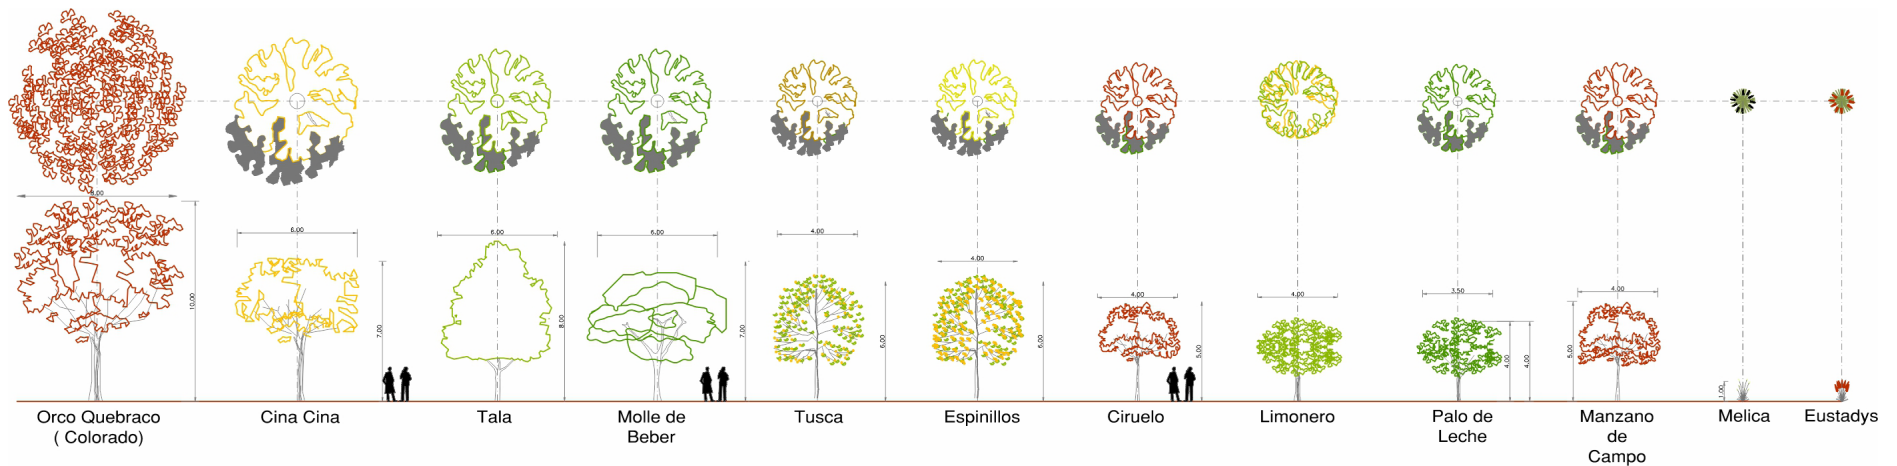 8.00
10.00
6.00
7.00
6.00
8.00
6.00
7.00
4.00
6.00
4.00
6.00
4.00
5.00
4.00
3.50
4.00
4.00
4.00
5.00
1.00
Orco Quebraco
( Colorado)
Cina Cina
Tala
Molle de
Beber
Tusca
Espinillos
Ciruelo
Limonero
Palo de
Leche
Manzano
de
Campo
Melica
Eustadys